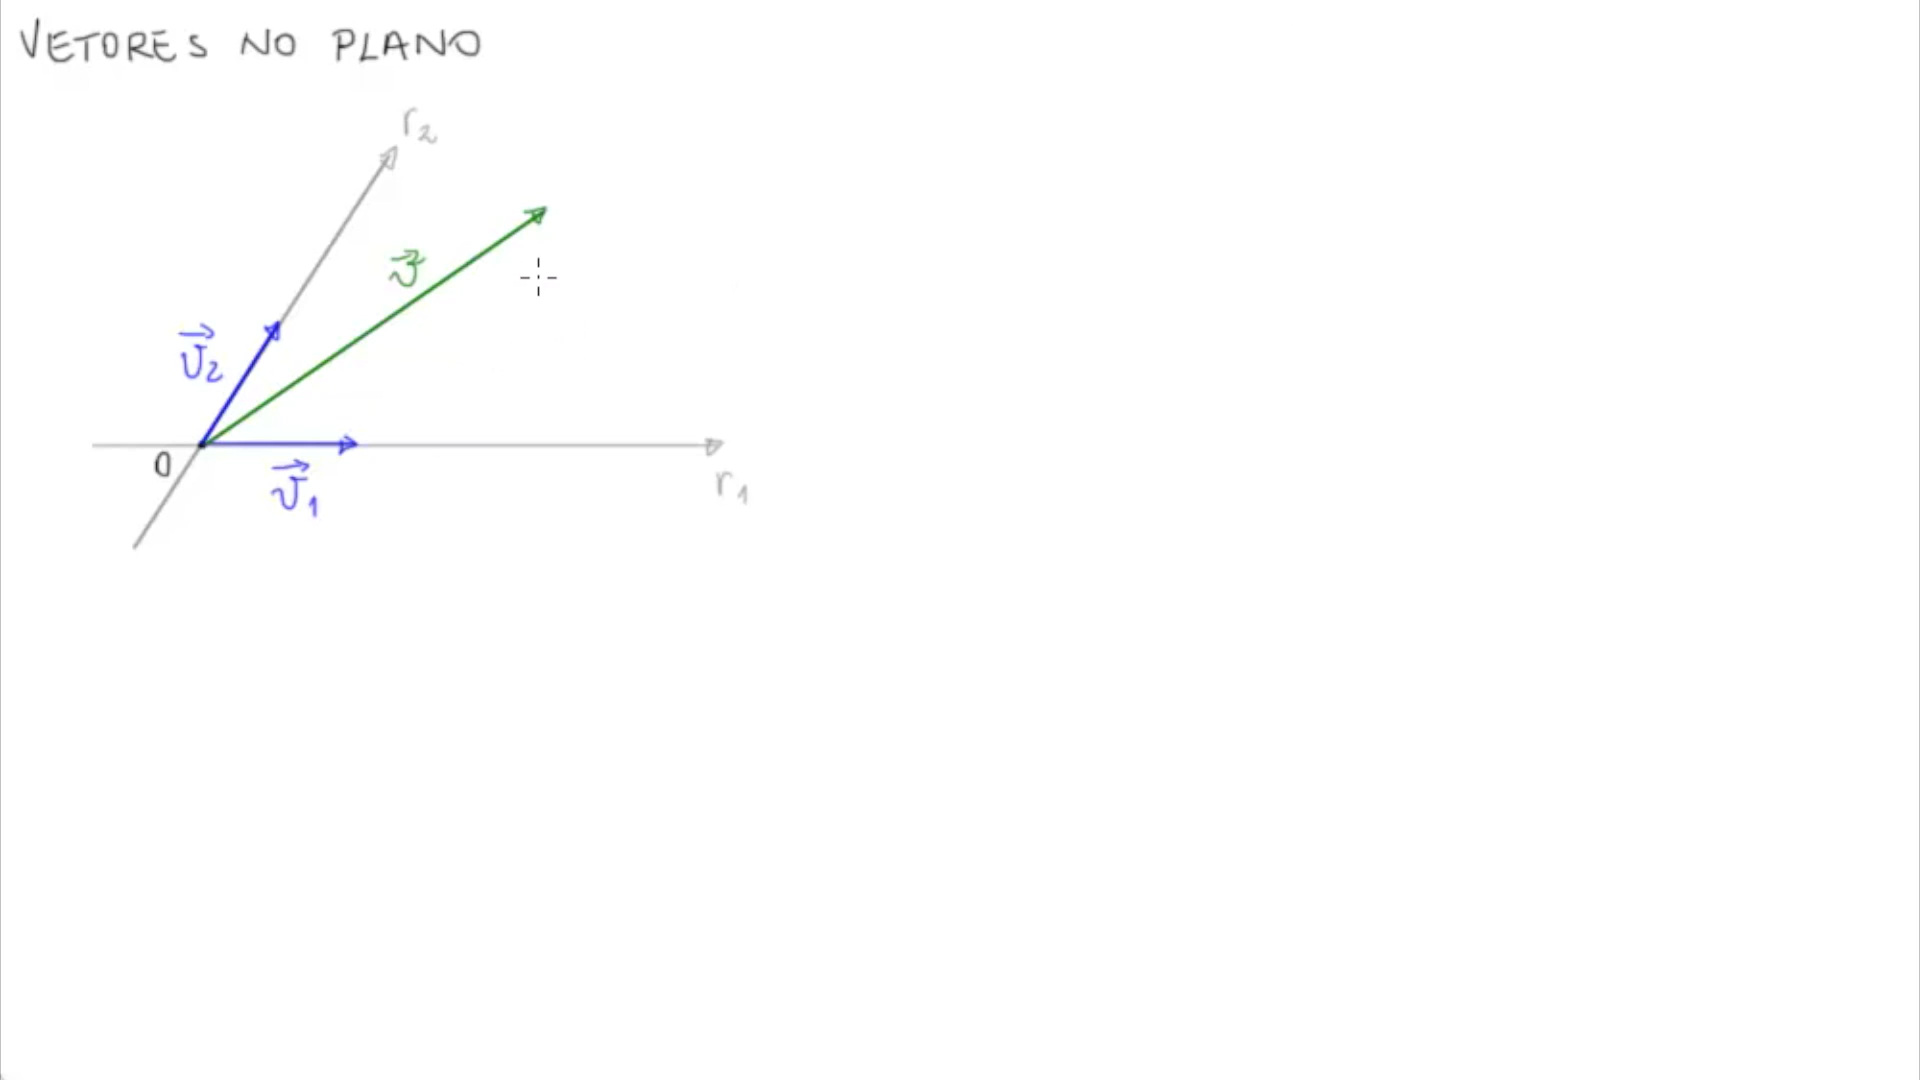 VETORES NO PLANO
r₂
v⃗
v⃗₂
0
v⃗₁
r₁